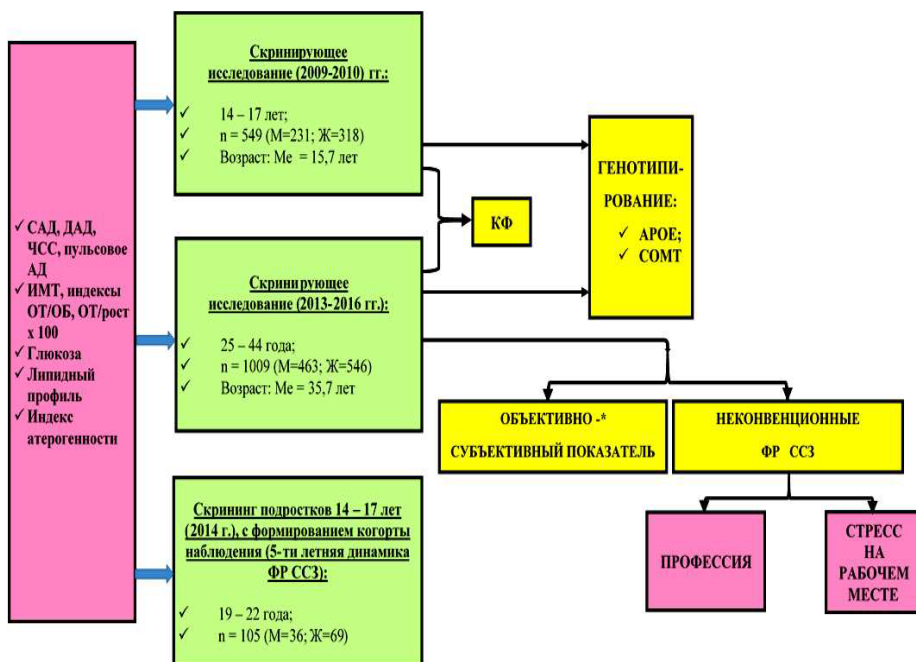 ✓ САД, ДАД,
ЧСС, пульсовое
АД
✓ ИМТ, индексы
ОТ/ОБ, ОТ/рост
х 100
✓ Глюкоза
✓ Липидный
профиль
✓ Индекс
атерогенности
Скринирующее
исследование (2009-2010) гг.:
✓ 14 – 17 лет;
✓ n = 549 (М=231; Ж=318)
✓ Возраст: Ме = 15,7 лет
Скринирующее
исследование (2013-2016 гг.):
✓ 25 – 44 года;
✓ n = 1009 (М=463; Ж=546)
✓ Возраст: Ме = 35,7 лет
Скрининг подростков 14 – 17 лет
(2014 г.), с формированием когорты
наблюдения (5-ти летняя динамика
ФР ССЗ):
✓ 19 – 22 года;
✓ n = 105 (М=36; Ж=69)
КФ
ГЕНОТИПИ-
РОВАНИЕ:
✓ APOE;
✓ COMT
ОБЪЕКТИВНО -*
СУБЪЕКТИВНЫЙ ПОКАЗАТЕЛЬ
НЕКОНВЕНЦИОННЫЕ
ФР ССЗ
ПРОФЕССИЯ
СТРЕСС
НА
РАБОЧЕМ
МЕСТЕ